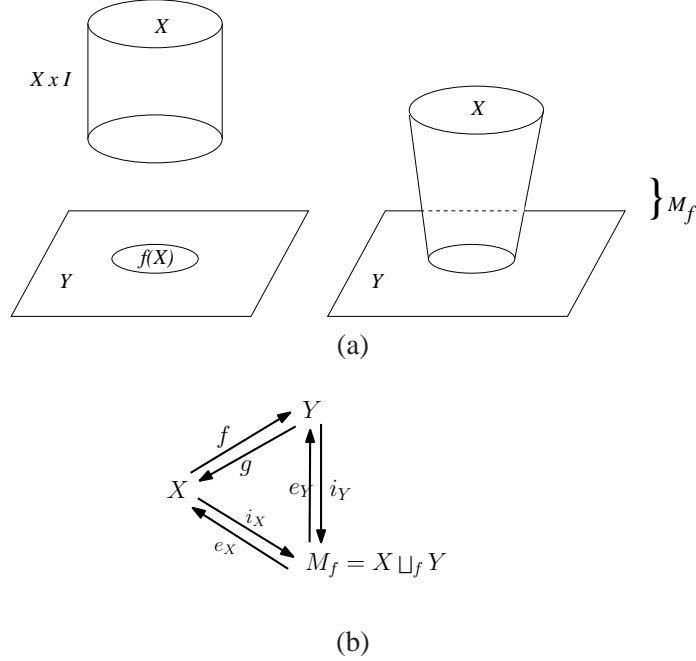 X
X x I
X
} M_f
f(X)
Y
Y
(a)
Y
f
g
e_Y
i_Y
X
i_X
e_X
M_f = X ⊔_f Y
(b)